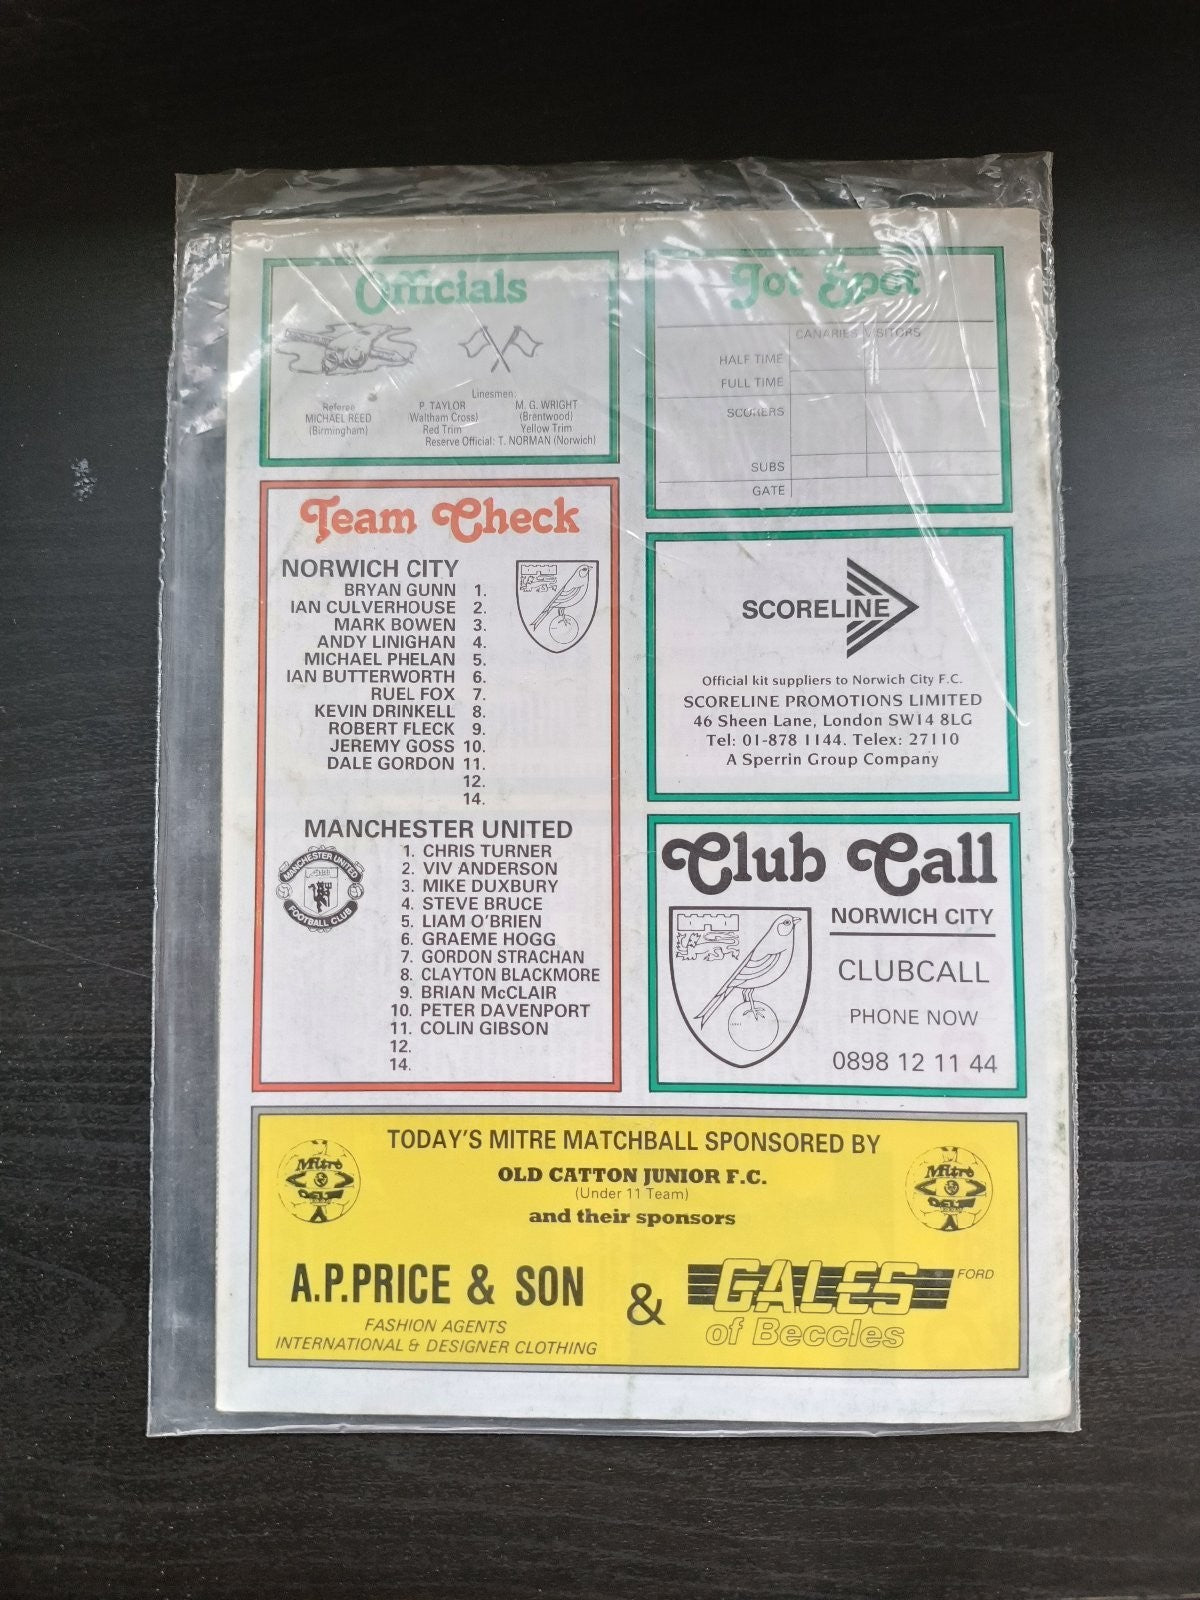 Officials
Linesmen:
Referee
MICHAEL REED
(Birmingham)
P. TAYLOR
Waltham Cross)
Red Trim
M. G. WRIGHT
(Brentwood)
Yellow Trim
Reserve Official: T. NORMAN (Norwich)
Jot Spot
CANARIES VISITORS
HALF TIME
FULL TIME
SCORERS
SUBS
GATE
Team Check
NORWICH CITY
BRYAN GUNN 1.
IAN CULVERHOUSE 2.
MARK BOWEN 3.
ANDY LINIGHAN 4.
MICHAEL PHELAN 5.
IAN BUTTERWORTH 6.
RUEL FOX 7.
KEVIN DRINKELL 8.
ROBERT FLECK 9.
JEREMY GOSS 10.
DALE GORDON 11.
12.
14.
MANCHESTER UNITED
MANCHESTER UNITED
FOOTBALL CLUB
1. CHRIS TURNER
2. VIV ANDERSON
3. MIKE DUXBURY
4. STEVE BRUCE
5. LIAM O'BRIEN
6. GRAEME HOGG
7. GORDON STRACHAN
8. CLAYTON BLACKMORE
9. BRIAN McCLAIR
10. PETER DAVENPORT
11. COLIN GIBSON
12.
14.
SCORELINE
Official kit suppliers to Norwich City F.C.
SCORELINE PROMOTIONS LIMITED
46 Sheen Lane, London SW14 8LG
Tel: 01-878 1144. Telex: 27110
A Sperrin Group Company
Club Call
NORWICH CITY
CLUBCALL
PHONE NOW
0898 12 11 44
TODAY'S MITRE MATCHBALL SPONSORED BY
OLD CATTON JUNIOR F.C.
(Under 11 Team)
and their sponsors
Mitre
Mitre
A.P.PRICE & SON
FASHION AGENTS
INTERNATIONAL & DESIGNER CLOTHING
&
GALES FORD
of Beccles